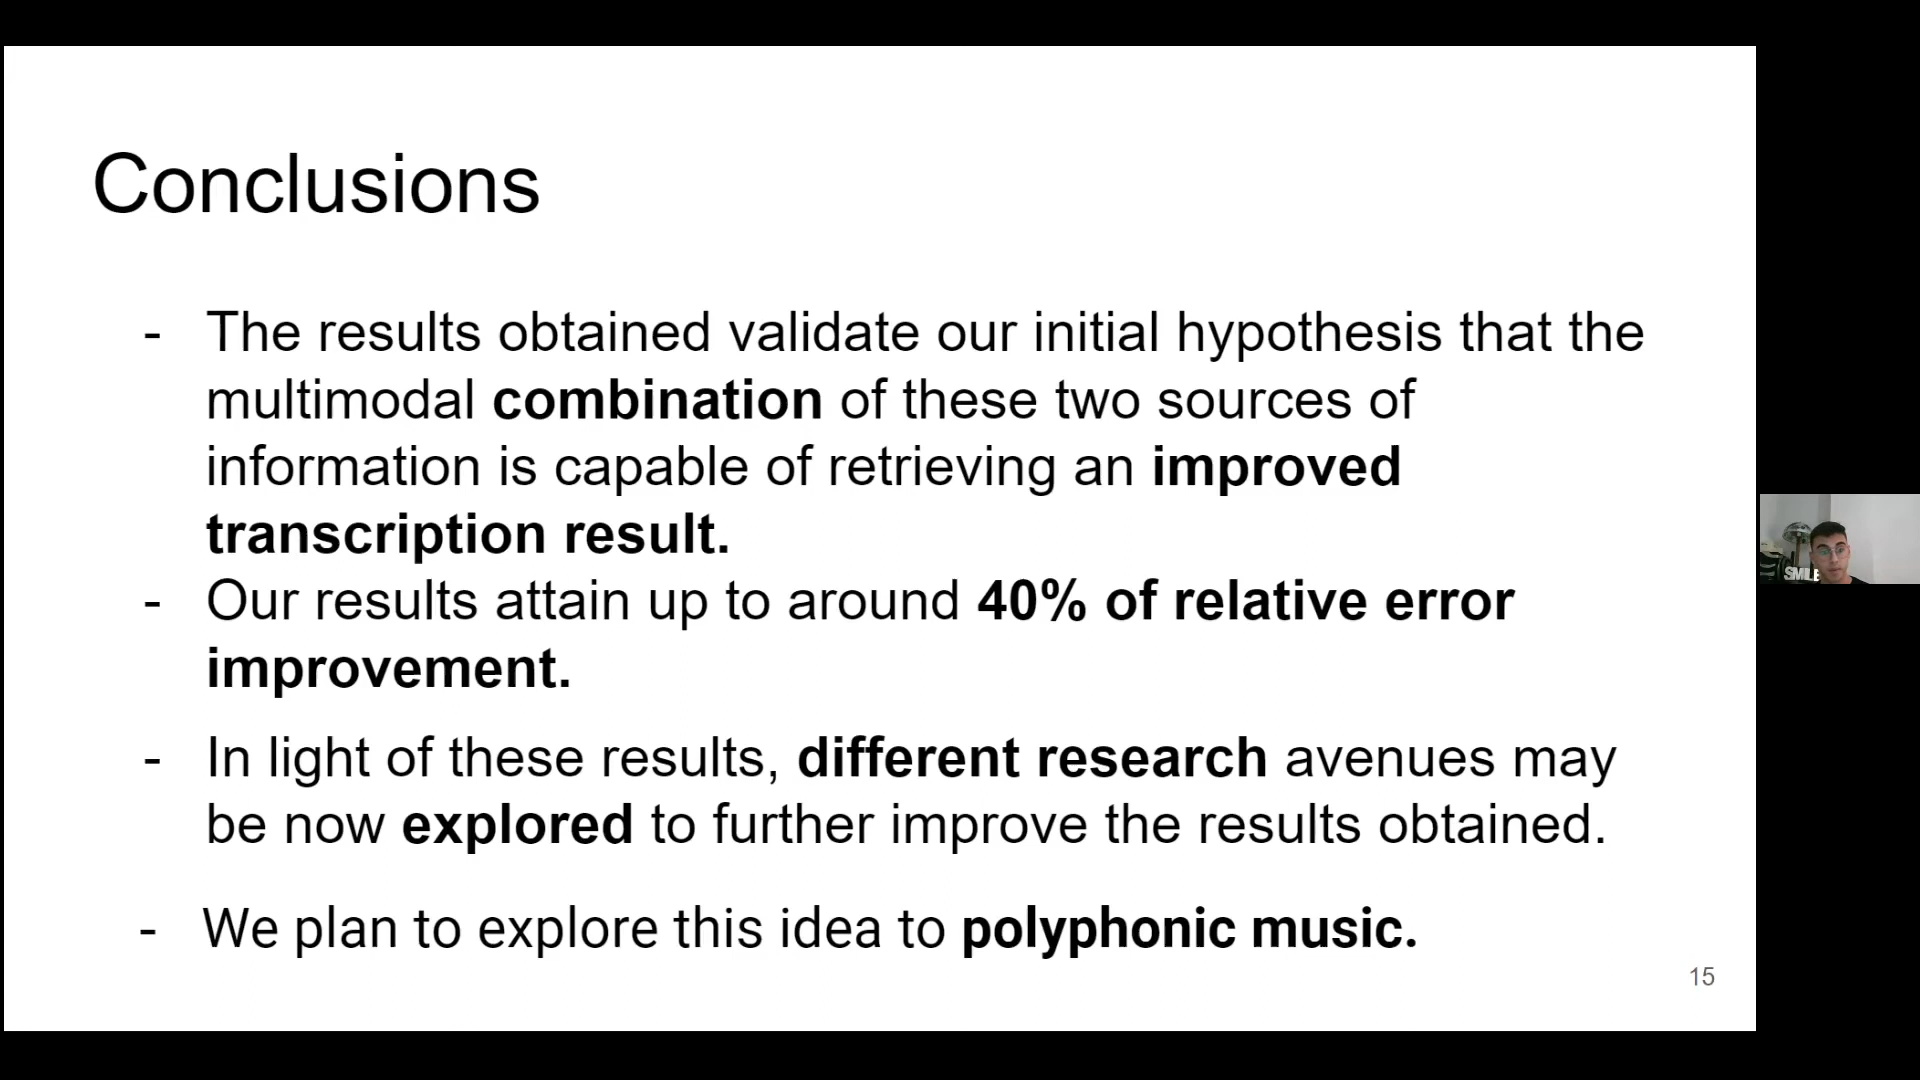 Conclusions
- The results obtained validate our initial hypothesis that the
multimodal combination of these two sources of
information is capable of retrieving an improved
transcription result.
- Our results attain up to around 40% of relative error
improvement.
- In light of these results, different research avenues may
be now explored to further improve the results obtained.
- We plan to explore this idea to polyphonic music.
15
SMILE